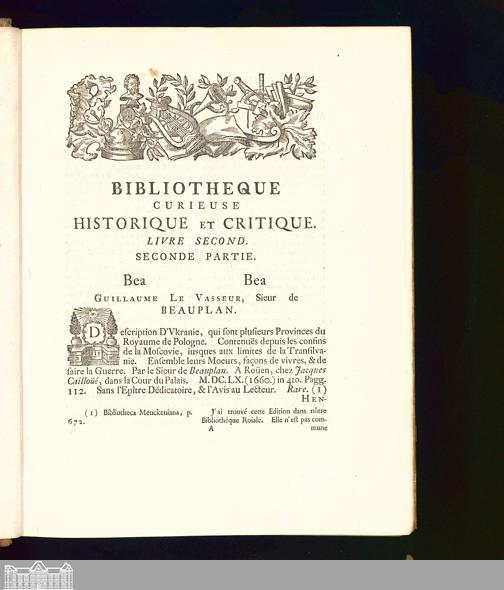 BIBLIOTHEQUE
CURIEUSE
HISTORIQUE ET CRITIQUE.
LIVRE SECOND.
SECONDE PARTIE.
Bea Bea
GUILLAUME LE VASSEUR, Sieur de
BEAUPLAN.
Description D'Vkranie, qui sont plusieurs Provinces du
Royaume de Pologne. Contenuës depuis les confins
de la Moscovie, iusques aux limites de la Transilva-
nie. Ensemble leurs Moeurs, façons de vivres, & de
faire la Guerre. Par le Sieur de Beauplan. A Roüen, chez Jacques
Cailloüé, dans la Cour du Palais. M.DC.LX. (1660.) in 4to. Pagg.
112. Sans l'Epître Dédicatoire, & l'Avis au Lecteur. Rare. (1)
HEN-
(1) Bibliotheca Menckeniana, p.
672.
J'ai trouvé cette Edition dans nôtre
Bibliothéque Roiale. Elle n'est pas com-
A mune